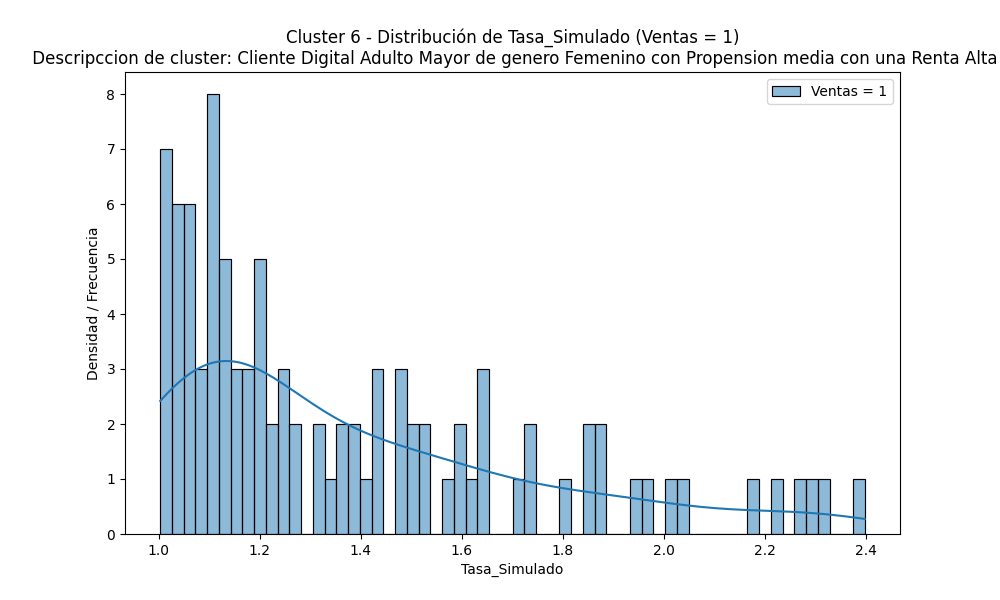 Cluster 6 - Distribución de Tasa_Simulado (Ventas = 1)
Descripccion de cluster: Cliente Digital Adulto Mayor de genero Femenino con Propension media con una Renta Alta
Ventas = 1
Densidad / Frecuencia
8
7
6
5
4
3
2
1
0
1.0 1.2 1.4 1.6 1.8 2.0 2.2 2.4
Tasa_Simulado